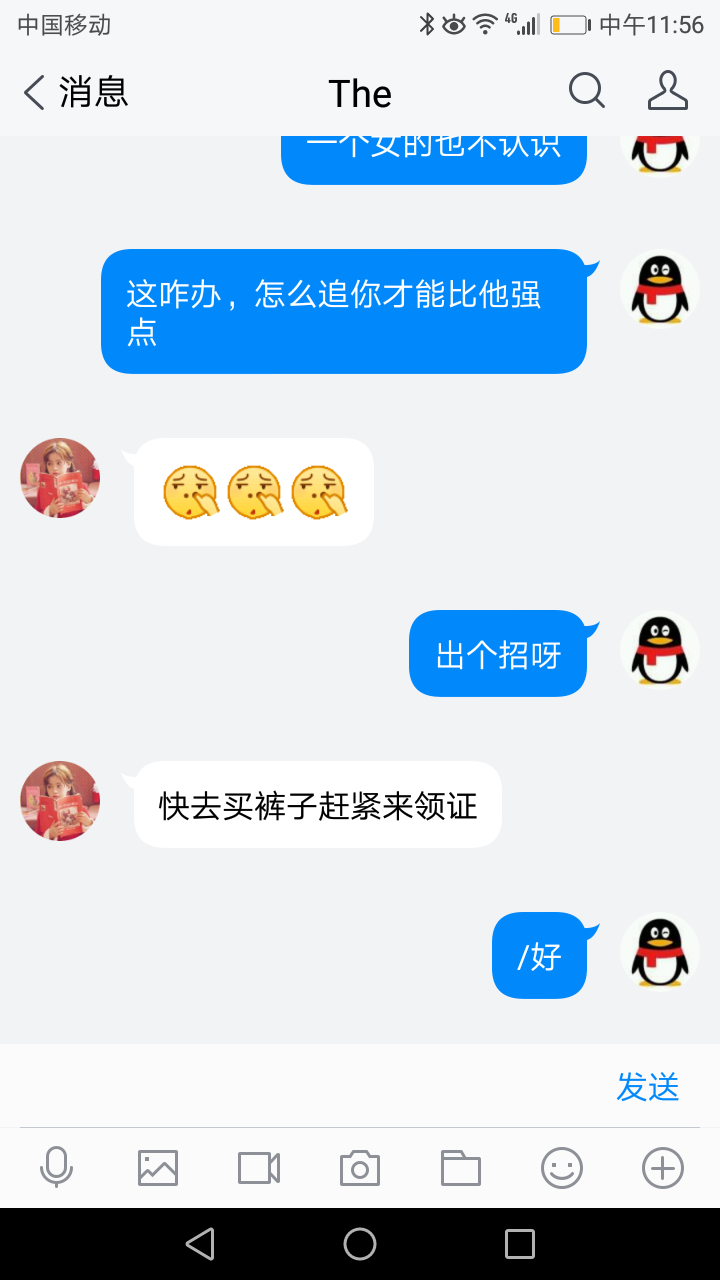 中国移动
4G
中午11:56
消息
The
一个女的也不认识
这咋办，怎么追你才能比他强
点
出个招呀
快去买裤子赶紧来领证
/好
发送